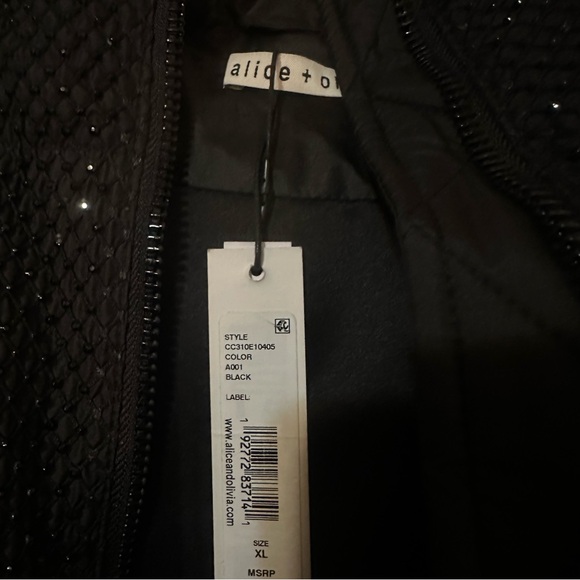 alice + o
STYLE
CC310E10405
COLOR
A001
BLACK
LABEL:
1 92772 83714 1
www.aliceandolivia.com
SIZE
XL
MSRP